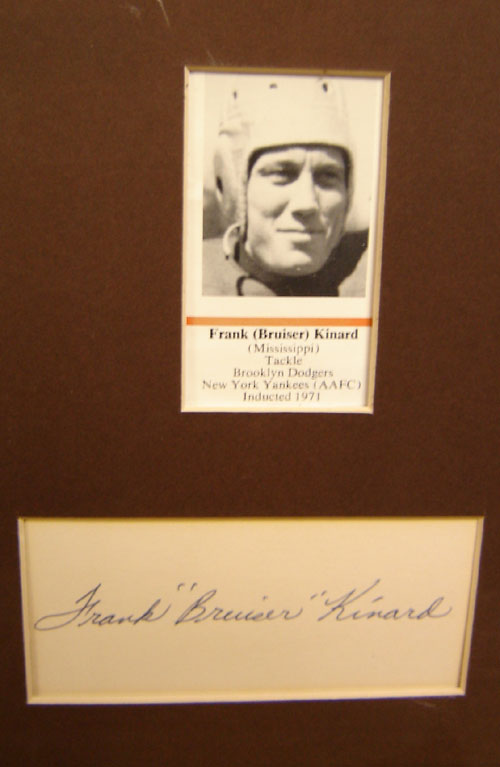 Frank (Bruiser) Kinard
(Mississippi)
Tackle
Brooklyn Dodgers
New York Yankees (AAFC)
Inducted 1971
Frank "Bruiser" Kinard